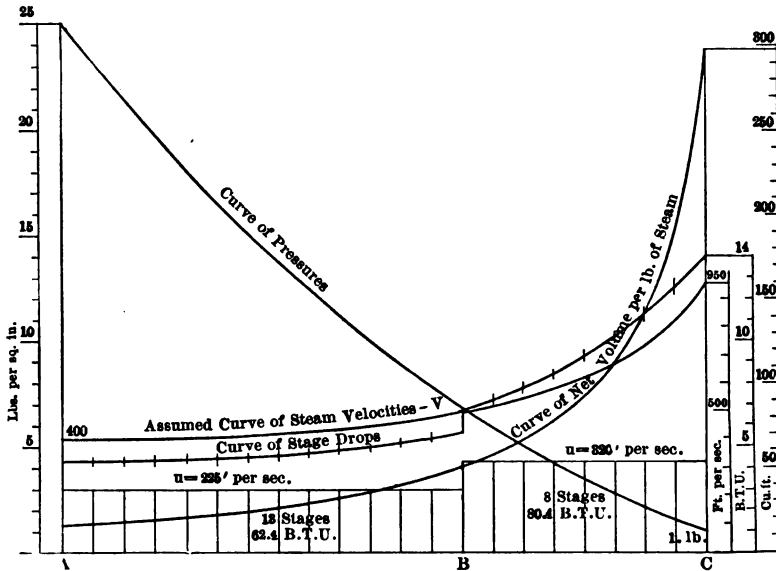 25
20
15
10
5
Lbs. per sq. in.
300
250
200
150
100
50
Cu. ft.
14
10
5
B.T.U.
950
500
Ft. per sec.
Curve of Pressures
Curve of Net Volume per lb. of Steam
400
Assumed Curve of Steam Velocities - V
Curve of Stage Drops
u = 225' per sec.
u = 320' per sec.
13 Stages
62.4 B.T.U.
8 Stages
80.4 B.T.U.
1. lb.
B
C